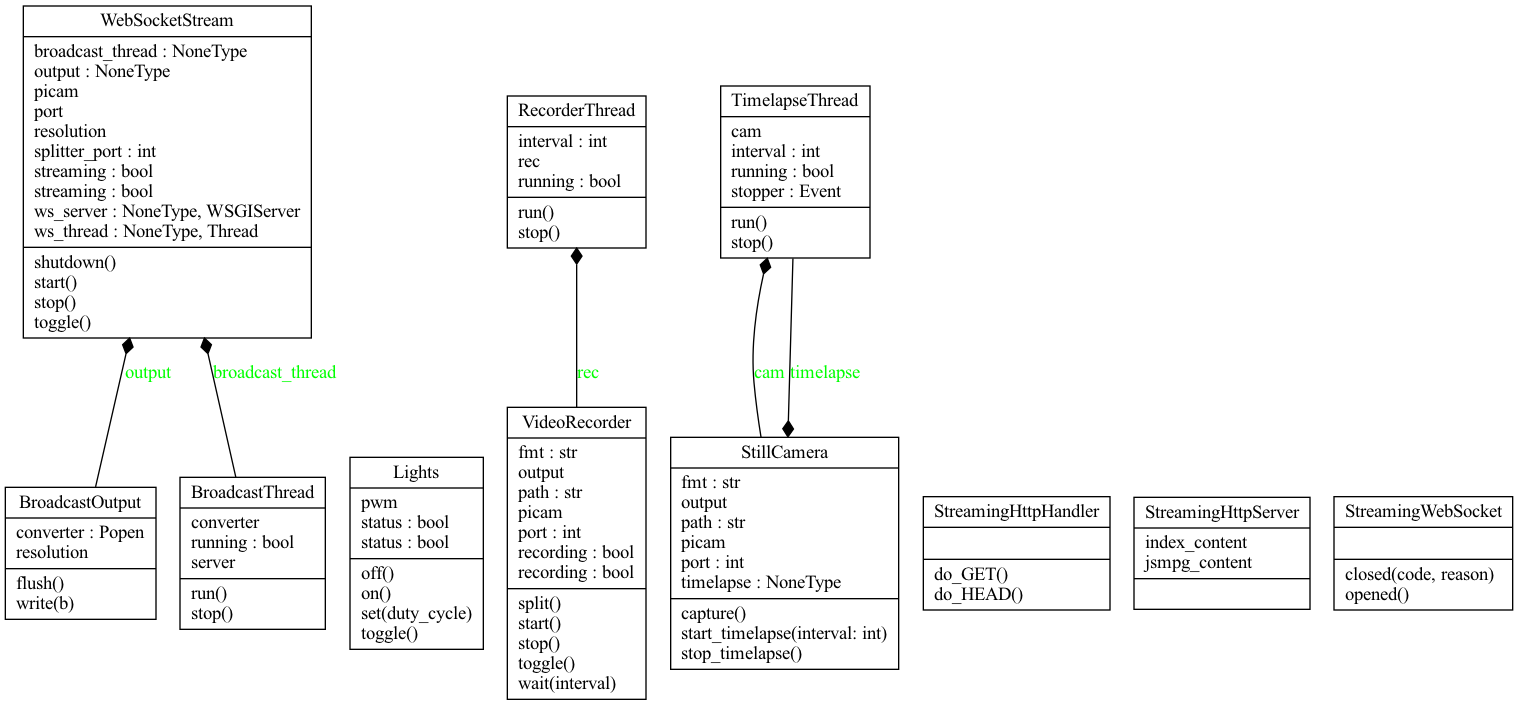 WebSocketStream
broadcast_thread : NoneType
output : NoneType
picam
port
resolution
splitter_port : int
streaming : bool
streaming : bool
ws_server : NoneType, WSGIServer
ws_thread : NoneType, Thread
shutdown()
start()
stop()
toggle()
RecorderThread
interval : int
rec
running : bool
run()
stop()
TimelapseThread
cam
interval : int
running : bool
stopper : Event
run()
stop()
output
broadcast_thread
rec
cam
timelapse
BroadcastOutput
converter : Popen
resolution
flush()
write(b)
BroadcastThread
converter
running : bool
server
run()
stop()
Lights
pwm
status : bool
status : bool
off()
on()
set(duty_cycle)
toggle()
VideoRecorder
fmt : str
output
path : str
picam
port : int
recording : bool
recording : bool
split()
start()
stop()
toggle()
wait(interval)
StillCamera
fmt : str
output
path : str
picam
port : int
timelapse : NoneType
capture()
start_timelapse(interval: int)
stop_timelapse()
StreamingHttpHandler
do_GET()
do_HEAD()
StreamingHttpServer
index_content
jsmpg_content
StreamingWebSocket
closed(code, reason)
opened()